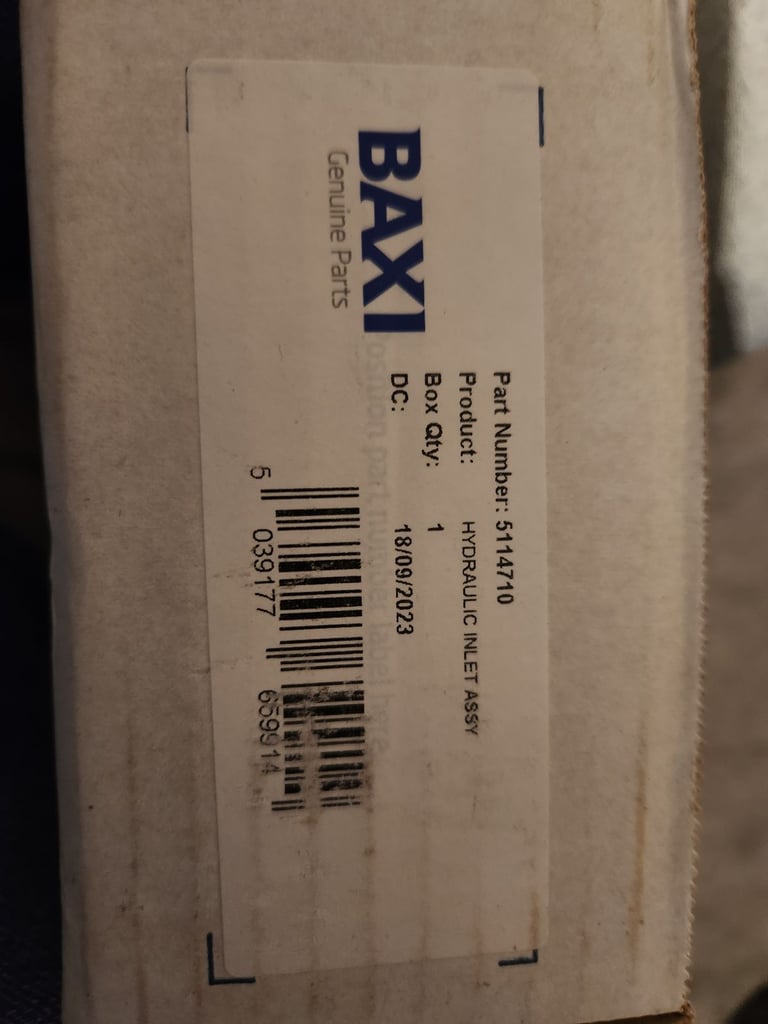 BAXI
Genuine Parts
Part Number: 5114710
Product: HYDRAULIC INLET ASSY
Box Qty: 1
DC: 18/09/2023
5 039177 659914